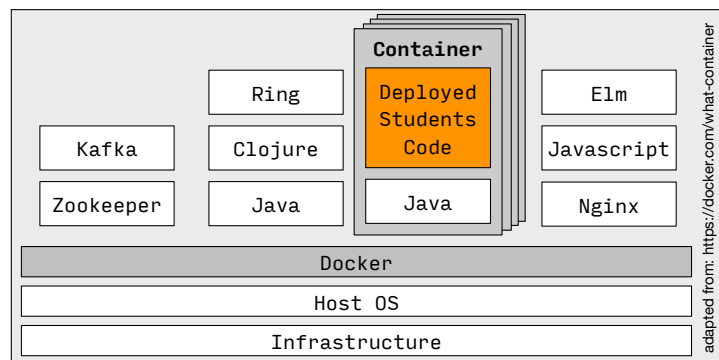 Container
Ring
Deployed
Students
Code
Elm
Kafka
Clojure
Javascript
Zookeeper
Java
Java
Nginx
Docker
Host OS
Infrastructure
adapted from: https://docker.com/what-container